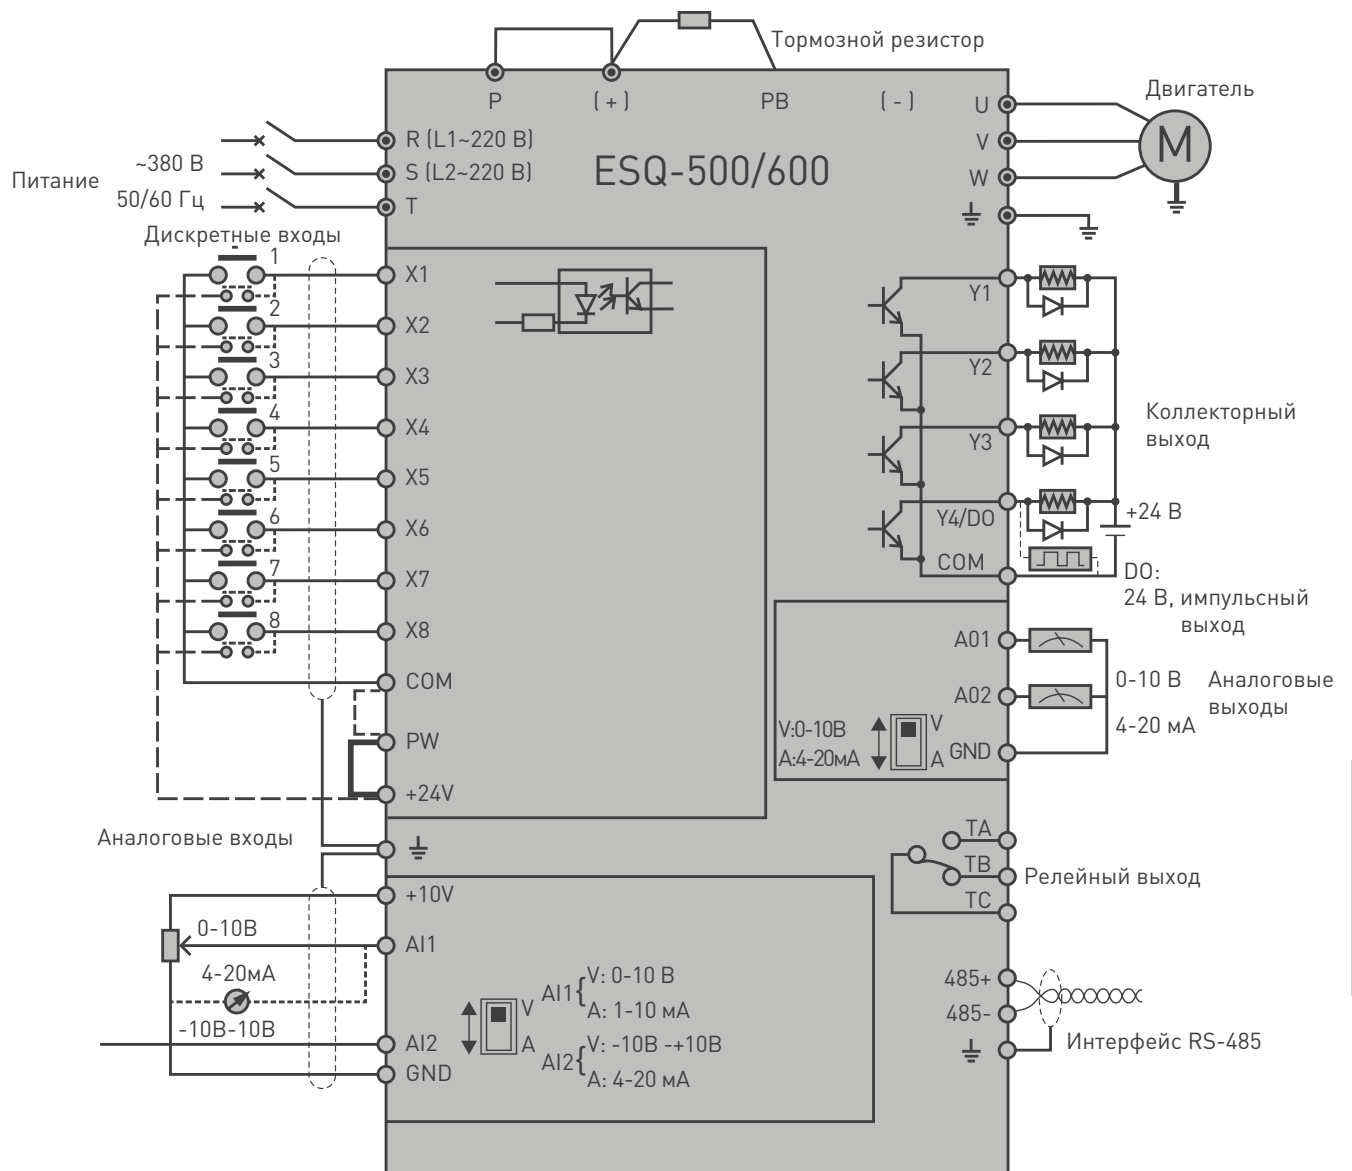 Тормозной резистор
P
(+)
PB
(-)
Питание
~380 В
50/60 Гц
R (L1~220 В)
S (L2~220 В)
T
ESQ-500/600
U
V
W
Двигатель
M
Дискретные входы
1
2
3
4
5
6
7
8
X1
X2
X3
X4
X5
X6
X7
X8
COM
PW
+24V
Y1
Y2
Y3
Y4/DO
COM
Коллекторный
выход
+24 В
DO:
24 В, импульсный
выход
A01
A02
GND
V:0-10В
A:4-20мА
V
A
0-10 В
4-20 мА
Аналоговые
выходы
TA
TB
TC
Релейный выход
485+
485-
Интерфейс RS-485
Аналоговые входы
+10V
0-10В
AI1
4-20мА
-10В-10В
AI2
GND
V
A
AI1
V: 0-10 В
A: 1-10 мА
AI2
V: -10В -+10В
A: 4-20 мА